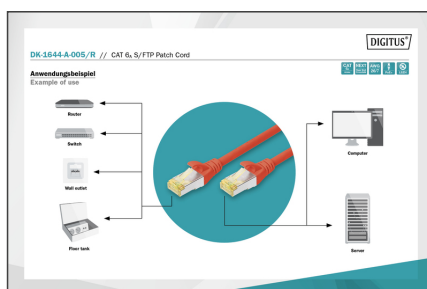 DIGITUS®
DK-1644-A-005/R // CAT 6A S/FTP Patch Cord
Anwendungsbeispiel
Example of use
Router
Switch
Wall outlet
Floor tank
Computer
Server